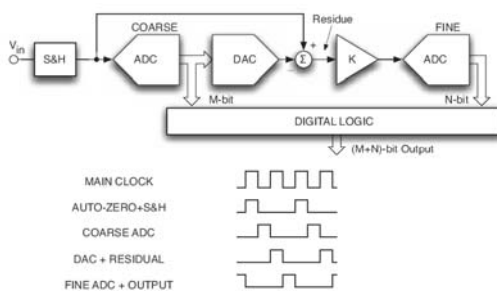 COARSE
Residue
FINE
Vin
S&H
ADC
DAC
Σ
+
K
ADC
M-bit
N-bit
DIGITAL LOGIC
(M+N)-bit Output
MAIN CLOCK
AUTO-ZERO+S&H
COARSE ADC
DAC + RESIDUAL
FINE ADC + OUTPUT